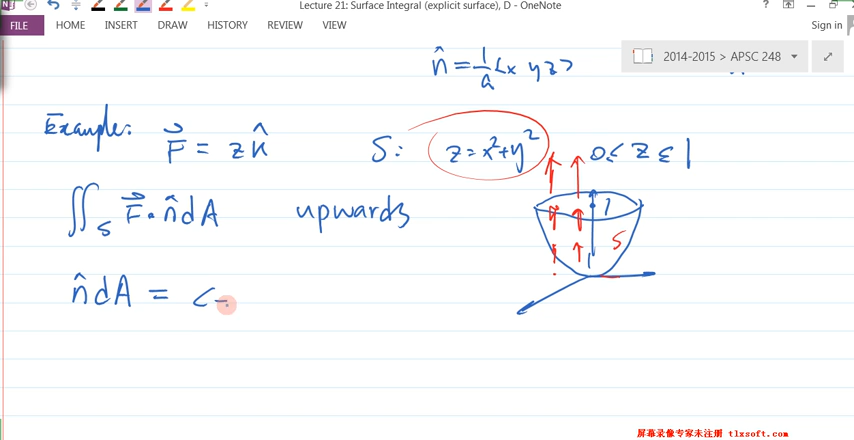 Lecture 21: Surface Integral (explicit surface), D - OneNote
? Sign in
FILE HOME INSERT DRAW HISTORY REVIEW VIEW
2014-2015 > APSC 248
n̂ = 1/a <x y z>
Example: F⃗ = z k̂ S: z = x² + y² 0 ≤ z ≤ 1
∬_S F⃗ • n̂ dA upwards
1
S
n̂ dA = <-
屏幕录像专家未注册 tlxsoft.com